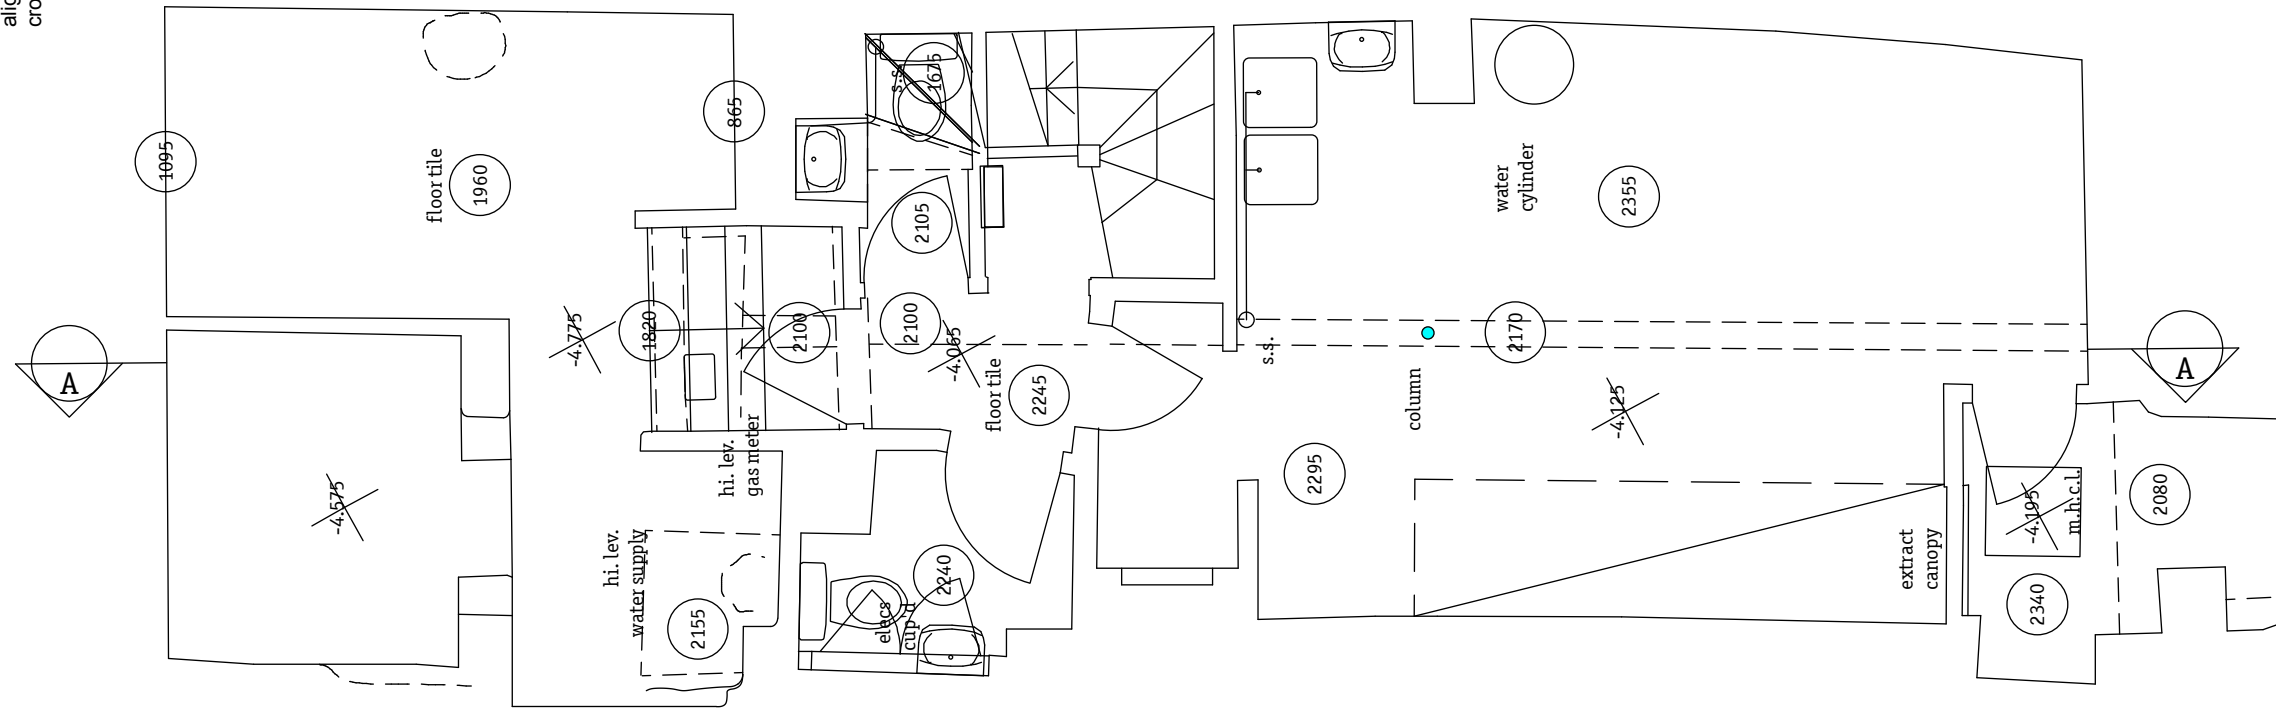 alig
cro
1095
floor tile
1960
865
s.s.
1675
2105
water
cylinder
2355
A
-4.775
1820
2100
2100
-4.065
floor tile
2245
s.s.
column
2170
-4.125
A
-4.575
hi. lev.
gas meter
hi. lev.
water supply
2155
2240
elecs
cup'd
2295
extract
canopy
-4.195
m.h.c.l.
2340
2080